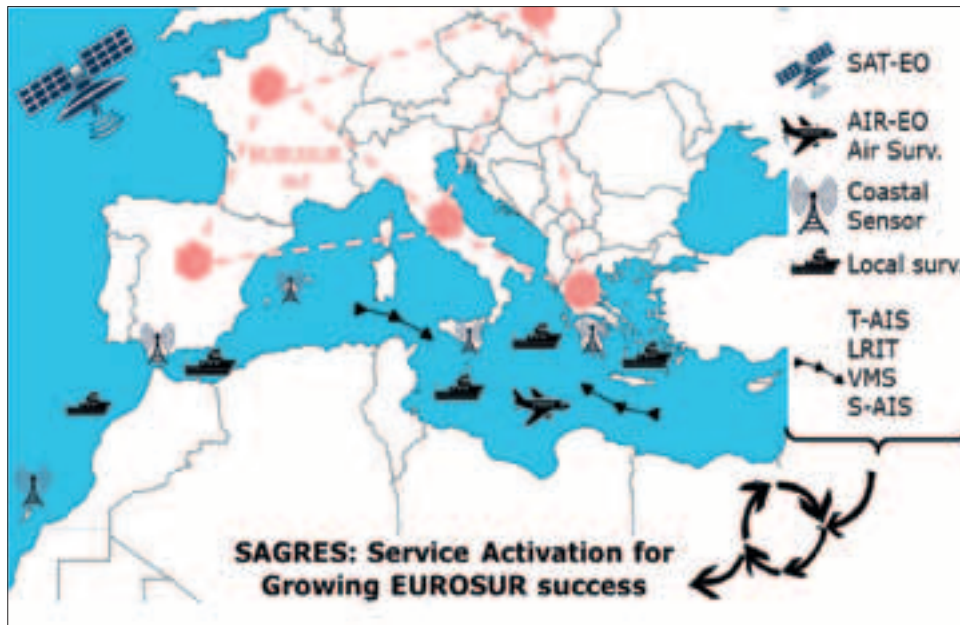 SAT-EO
AIR-EO
Air Surv.
Coastal
Sensor
Local surv.
T-AIS
LRIT
VMS
S-AIS
SAGRES: Service Activation for
Growing EUROSUR success